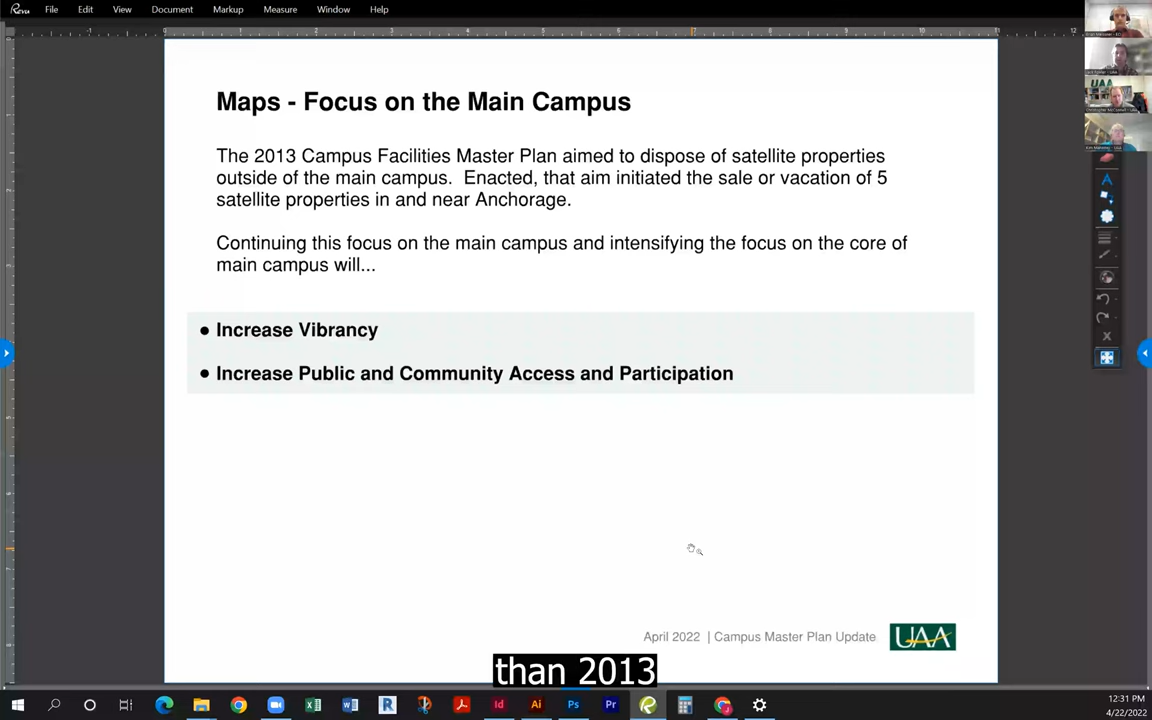 Revu File Edit View Document Markup Measure Window Help
Maps - Focus on the Main Campus
The 2013 Campus Facilities Master Plan aimed to dispose of satellite properties
outside of the main campus. Enacted, that aim initiated the sale or vacation of 5
satellite properties in and near Anchorage.
Continuing this focus on the main campus and intensifying the focus on the core of
main campus will...
● Increase Vibrancy
● Increase Public and Community Access and Participation
April 2022 | Campus Master Plan Update UAA
than 2013
12:31 PM
4/22/2022